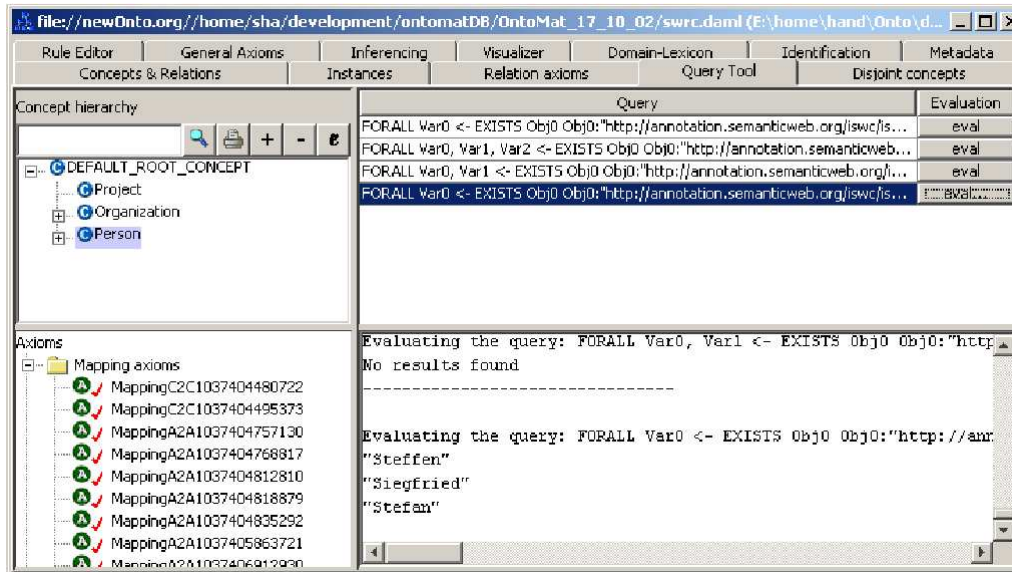 file://newOnto.org//home/sha/development/ontomatDB/OntoMat_17_10_02/swrc.daml (E:\home\hand\Onto\d...
Rule Editor General Axioms Inferencing Visualizer Domain-Lexicon Identification Metadata
Concepts & Relations Instances Relation axioms Query Tool Disjoint concepts
Concept hierarchy
Query Evaluation
FORALL Var0 <- EXISTS Obj0 Obj0:"http://annotation.semanticweb.org/iswc/is... eval
FORALL Var0, Var1, Var2 <- EXISTS Obj0 Obj0:"http://annotation.semanticweb... eval
FORALL Var0, Var1 <- EXISTS Obj0 Obj0:"http://annotation.semanticweb.org/i... eval
FORALL Var0 <- EXISTS Obj0 Obj0:"http://annotation.semanticweb.org/iswc/is... eval
DEFAULT_ROOT_CONCEPT
Project
Organization
Person
Axioms
Mapping axioms
MappingC2C1037404480722
MappingC2C1037404495373
MappingA2A1037404757130
MappingA2A1037404768817
MappingA2A1037404812810
MappingA2A1037404818879
MappingA2A1037404835292
MappingA2A1037405863721
MappingA2A1037406912930
Evaluating the query: FORALL Var0, Var1 <- EXISTS Obj0 Obj0:"http
No results found
--------------------------------
Evaluating the query: FORALL Var0 <- EXISTS Obj0 Obj0:"http://ann
"Steffen"
"Siegfried"
"Stefan"